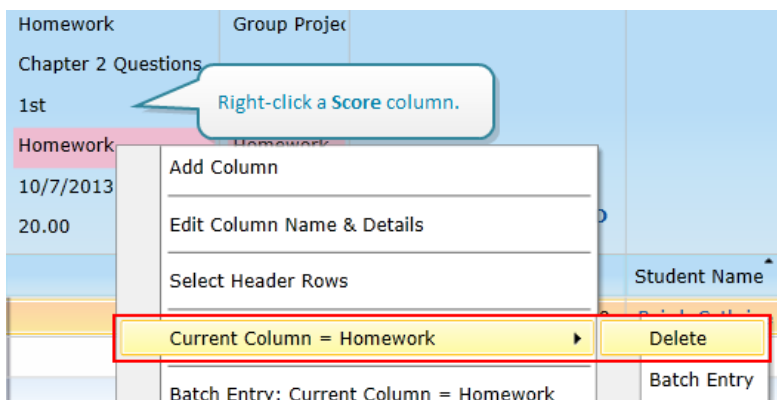 Homework Group Projec
Chapter 2 Questions
1st
Right-click a Score column.
Homework Homework
10/7/2013
20.00
Add Column
Edit Column Name & Details
Select Header Rows
Student Name
Current Column = Homework Delete
Batch Entry: Current Column = Homework
Batch Entry